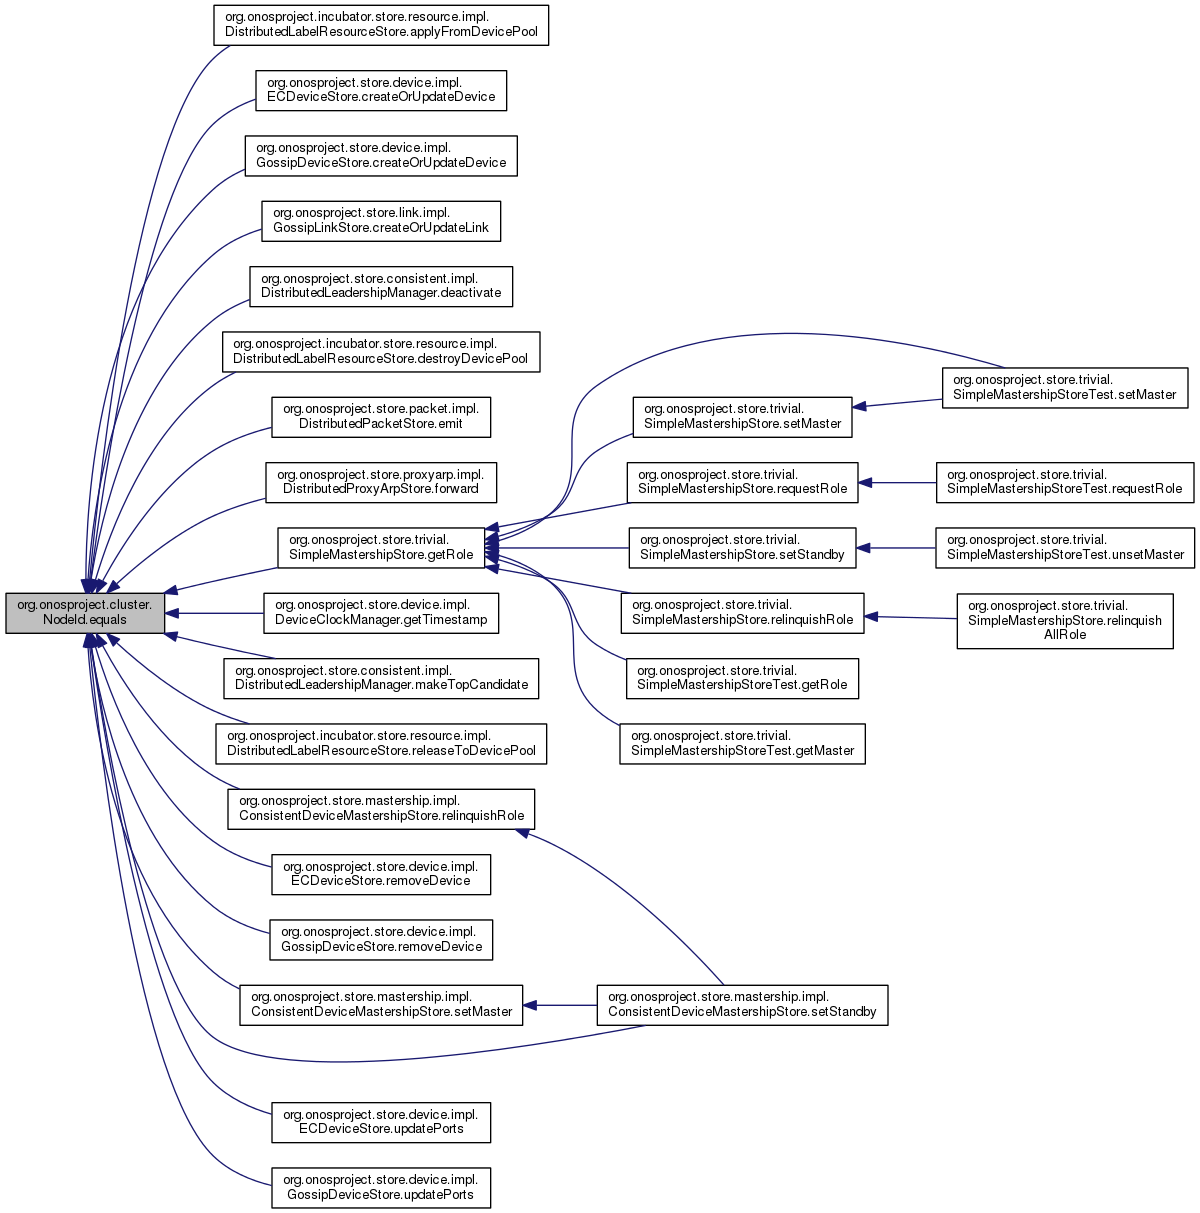 org.onosproject.incubator.store.resource.impl.
DistributedLabelResourceStore.applyFromDevicePool
org.onosproject.store.device.impl.
ECDeviceStore.createOrUpdateDevice
org.onosproject.store.device.impl.
GossipDeviceStore.createOrUpdateDevice
org.onosproject.store.link.impl.
GossipLinkStore.createOrUpdateLink
org.onosproject.store.consistent.impl.
DistributedLeadershipManager.deactivate
org.onosproject.incubator.store.resource.impl.
DistributedLabelResourceStore.destroyDevicePool
org.onosproject.store.packet.impl.
DistributedPacketStore.emit
org.onosproject.store.proxyarp.impl.
DistributedProxyArpStore.forward
org.onosproject.store.trivial.
SimpleMastershipStore.getRole
org.onosproject.cluster.
NodeId.equals
org.onosproject.store.device.impl.
DeviceClockManager.getTimestamp
org.onosproject.store.consistent.impl.
DistributedLeadershipManager.makeTopCandidate
org.onosproject.incubator.store.resource.impl.
DistributedLabelResourceStore.releaseToDevicePool
org.onosproject.store.mastership.impl.
ConsistentDeviceMastershipStore.relinquishRole
org.onosproject.store.device.impl.
ECDeviceStore.removeDevice
org.onosproject.store.device.impl.
GossipDeviceStore.removeDevice
org.onosproject.store.mastership.impl.
ConsistentDeviceMastershipStore.setMaster
org.onosproject.store.device.impl.
ECDeviceStore.updatePorts
org.onosproject.store.device.impl.
GossipDeviceStore.updatePorts
org.onosproject.store.trivial.
SimpleMastershipStore.setMaster
org.onosproject.store.trivial.
SimpleMastershipStore.requestRole
org.onosproject.store.trivial.
SimpleMastershipStore.setStandby
org.onosproject.store.trivial.
SimpleMastershipStore.relinquishRole
org.onosproject.store.trivial.
SimpleMastershipStoreTest.getRole
org.onosproject.store.trivial.
SimpleMastershipStoreTest.getMaster
org.onosproject.store.mastership.impl.
ConsistentDeviceMastershipStore.setStandby
org.onosproject.store.trivial.
SimpleMastershipStoreTest.setMaster
org.onosproject.store.trivial.
SimpleMastershipStoreTest.requestRole
org.onosproject.store.trivial.
SimpleMastershipStoreTest.unsetMaster
org.onosproject.store.trivial.
SimpleMastershipStore.relinquish
AllRole